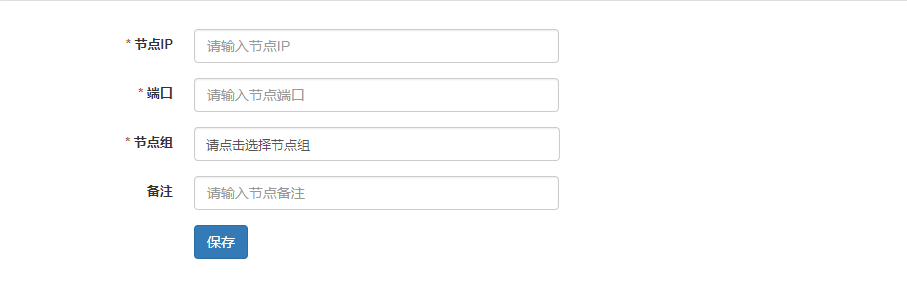 * 节点IP 请输入节点IP
* 端口 请输入节点端口
* 节点组 请点击选择节点组
备注 请输入节点备注
保存